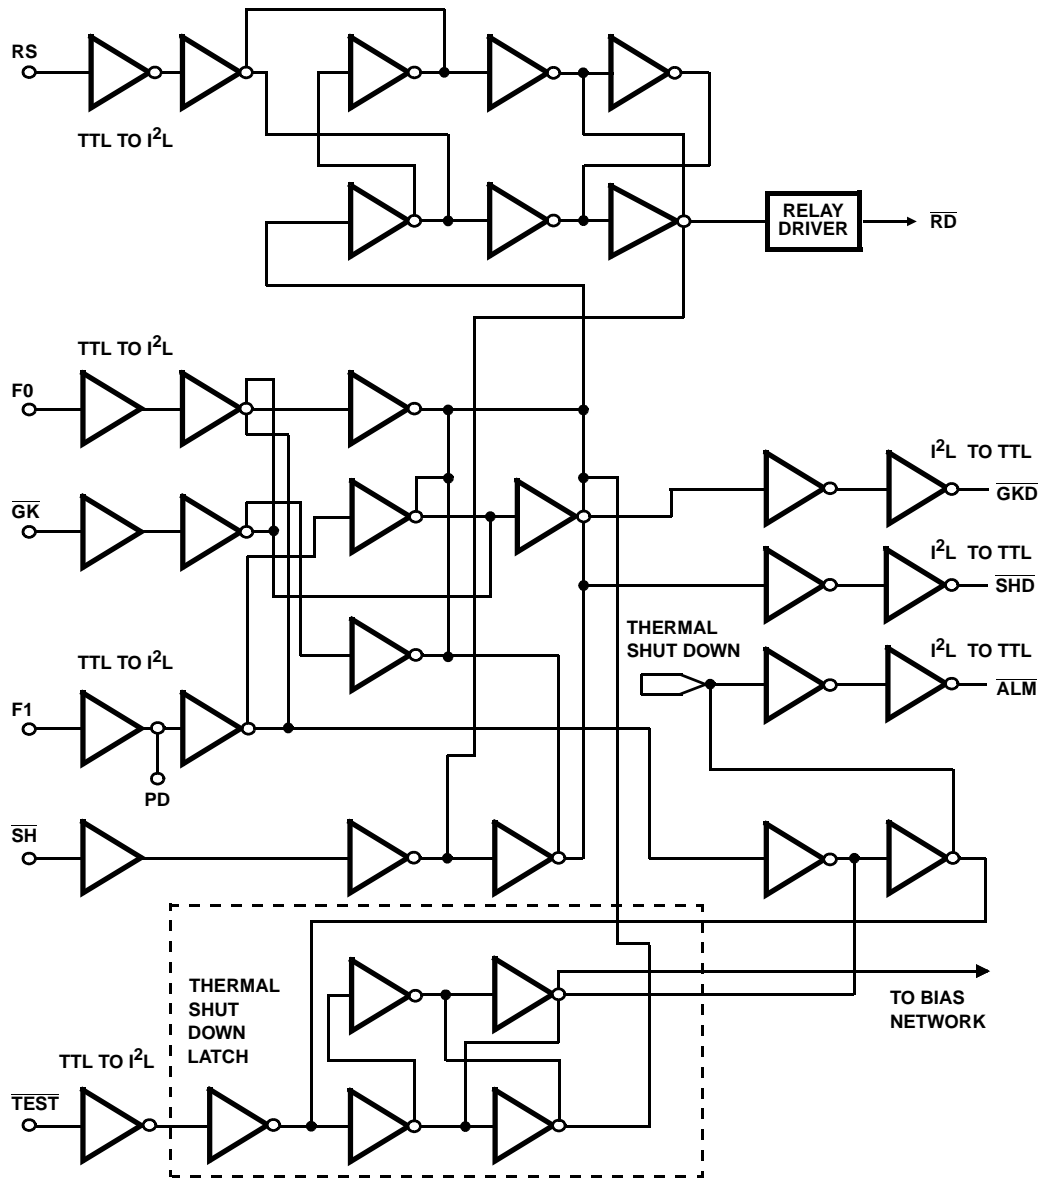 RS
TTL TO I²L
RELAY
DRIVER
RD
TTL TO I²L
F0
I²L TO TTL
GK
GKD
I²L TO TTL
SHD
THERMAL
SHUT DOWN
TTL TO I²L
I²L TO TTL
ALM
F1
PD
SH
THERMAL
SHUT
DOWN
LATCH
TO BIAS
NETWORK
TTL TO I²L
TEST